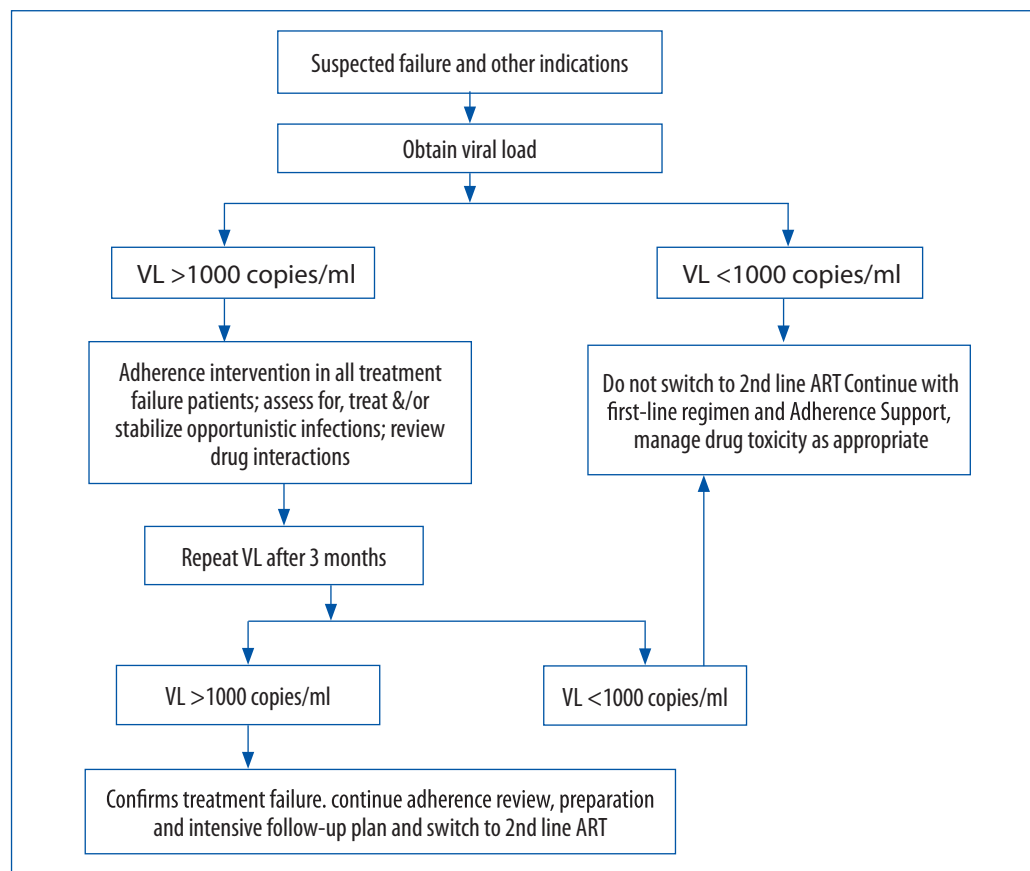 Suspected failure and other indications
Obtain viral load
VL >1000 copies/ml
VL <1000 copies/ml
Adherence intervention in all treatment
failure patients; assess for, treat &/or
stabilize opportunistic infections; review
drug interactions
Do not switch to 2nd line ART Continue with
first-line regimen and Adherence Support,
manage drug toxicity as appropriate
Repeat VL after 3 months
VL >1000 copies/ml
VL <1000 copies/ml
Confirms treatment failure. continue adherence review, preparation
and intensive follow-up plan and switch to 2nd line ART